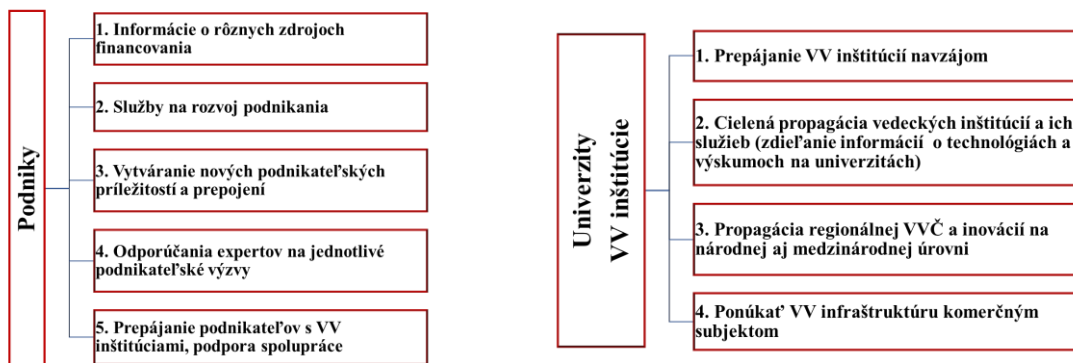 Podniky
1. Informácie o rôznych zdrojoch
financovania
2. Služby na rozvoj podnikania
3. Vytváranie nových podnikateľských
príležitostí a prepojení
4. Odporúčania expertov na jednotlivé
podnikateľské výzvy
5. Prepájanie podnikateľov s VV
inštitúciami, podpora spolupráce
Univerzity
VV inštitúcie
1. Prepájanie VV inštitúcií navzájom
2. Cielená propagácia vedeckých inštitúcií a ich
služieb (zdieľanie informácií o technológiách a
výskumoch na univerzitách)
3. Propagácia regionálnej VVČ a inovácií na
národnej aj medzinárodnej úrovni
4. Ponúkať VV infraštruktúru komerčným
subjektom